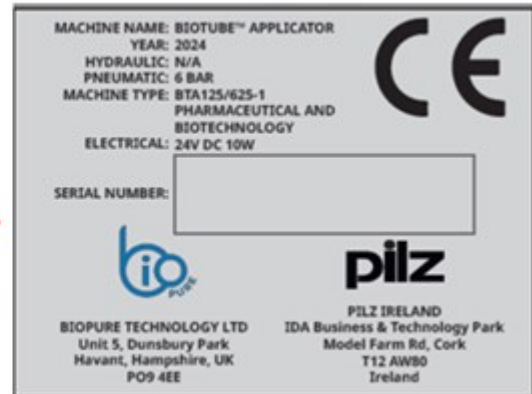 MACHINE NAME: BIOTUBE™ APPLICATOR
YEAR: 2024
HYDRAULIC: N/A
PNEUMATIC: 6 BAR
MACHINE TYPE: BTA125/625-1
PHARMACEUTICAL AND
BIOTECHNOLOGY
ELECTRICAL: 24V DC 10W
CE
SERIAL NUMBER:
bio
PURE
BIOPURE TECHNOLOGY LTD
Unit 5, Dunsbury Park
Havant, Hampshire, UK
PO9 4EE
pilz
PILZ IRELAND
IDA Business & Technology Park
Model Farm Rd, Cork
T12 AW80
Ireland